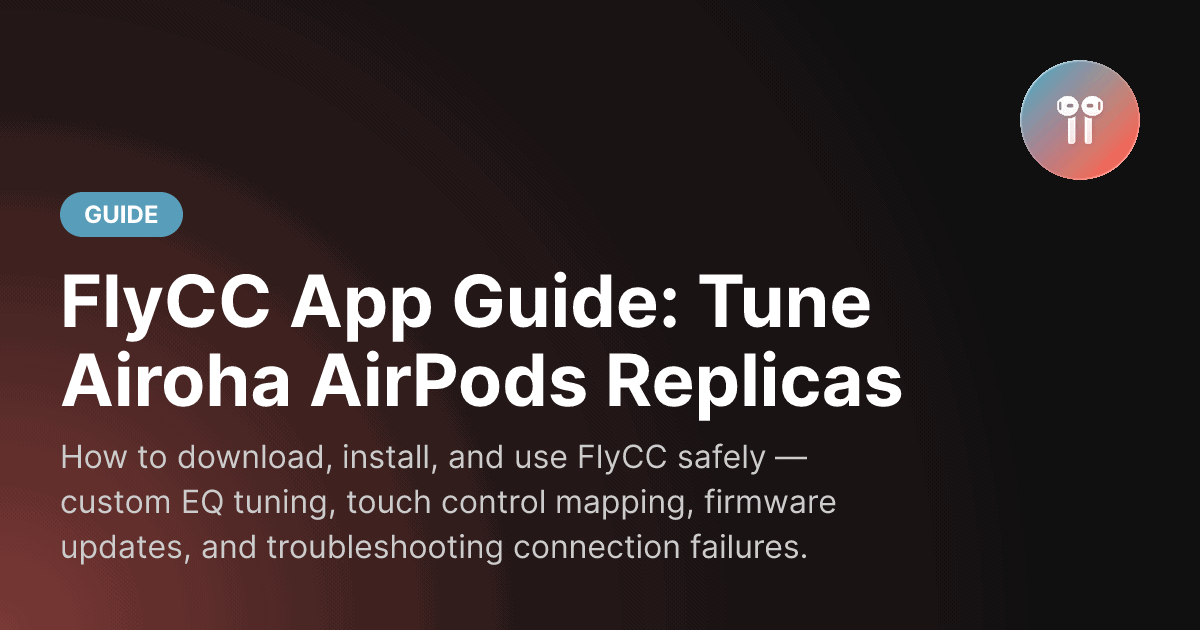 GUIDE
FlyCC App Guide: Tune
Airoha AirPods Replicas
How to download, install, and use FlyCC safely —
custom EQ tuning, touch control mapping, firmware
updates, and troubleshooting connection failures.